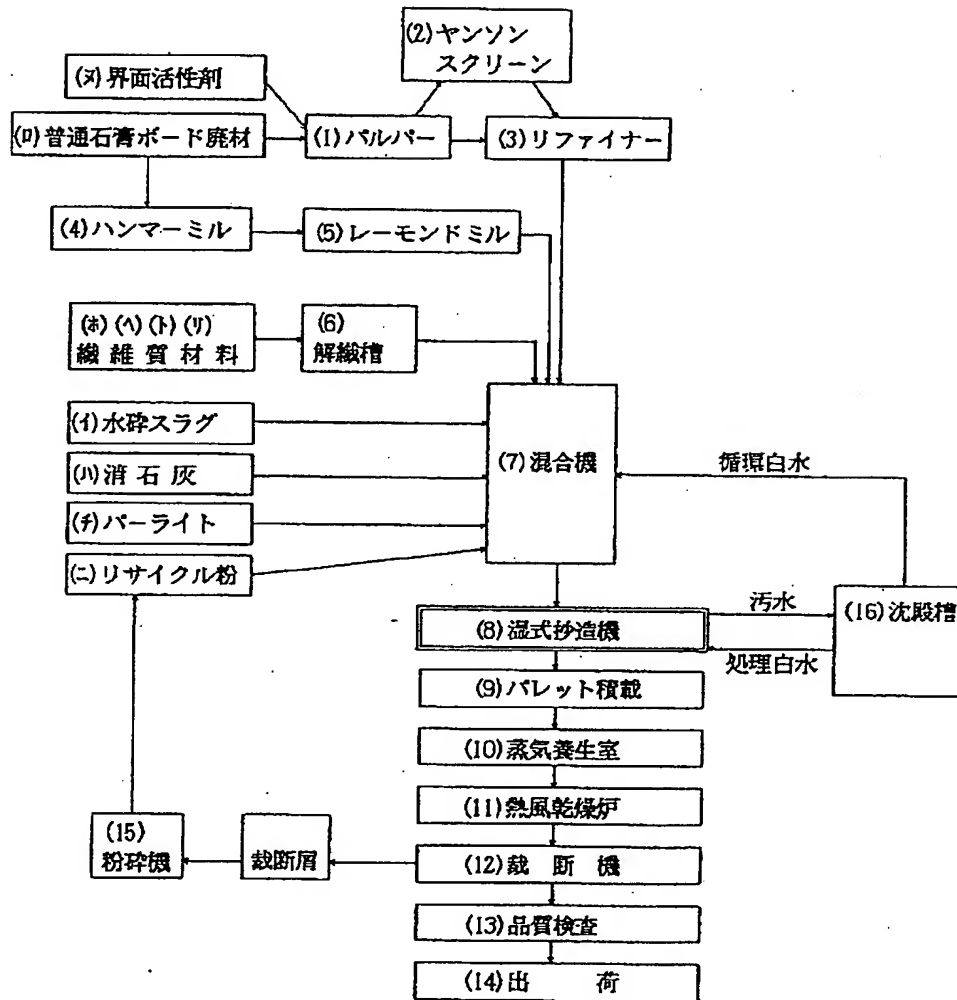 (2)ヤンソン
スクリーン
(ヌ)界面活性剤
(ロ)普通石膏ボード廃材
(1)パルパー
(3)リファイナー
(4)ハンマーミル
(5)レーモンドミル
(ホ)(ヘ)(ト)(リ)
繊維質材料
(6)
解繊槽
(イ)水砕スラグ
(ハ)消石灰
(チ)パーライト
(ニ)リサイクル粉
(7)混合機
循環白水
(8)湿式抄造機
汚水
処理白水
(16)沈殿槽
(9)パレット積載
(10)蒸気養生室
(11)熱風乾燥炉
(12)裁断機
裁断屑
(15)
粉砕機
(13)品質検査
(14)出荷